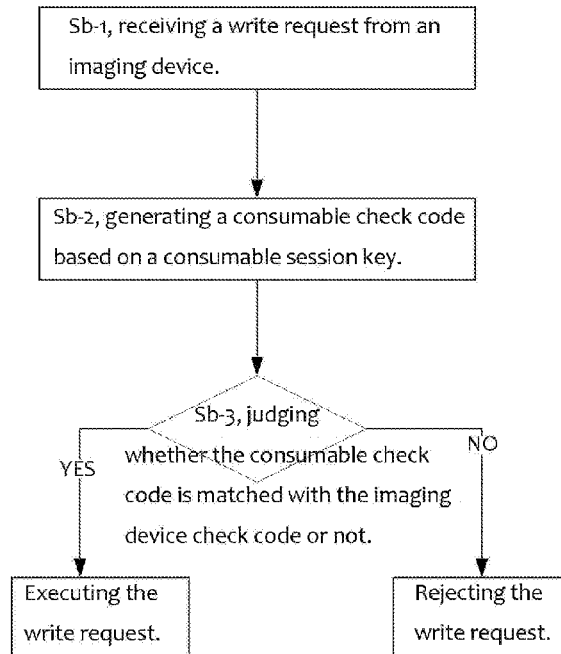 Sb-1, receiving a write request from an
imaging device.
Sb-2, generating a consumable check code
based on a consumable session key.
Sb-3, judging
whether the consumable check
code is matched with the imaging
device check code or not.
YES
NO
Executing the
write request.
Rejecting the
write request.